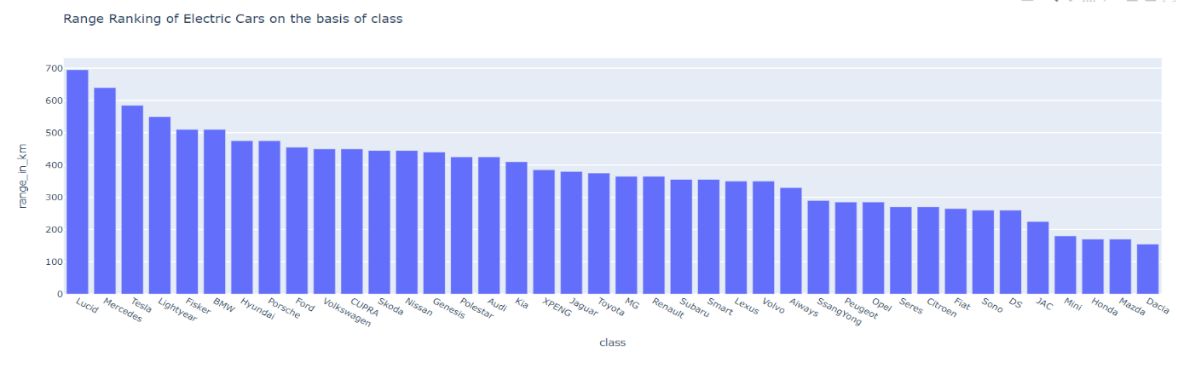 Range Ranking of Electric Cars on the basis of class
700
600
500
400
300
200
100
0
range_in_km
Lucid
Mercedes
Tesla
Lightyear
Fisker
BMW
Hyundai
Porsche
Ford
Volkswagen
CUPRA
Skoda
Nissan
Genesis
Polestar
Audi
Kia
XPENG
Jaguar
Toyota
MG
Renault
Subaru
Smart
Lexus
Volvo
Aiways
SsangYong
Peugeot
Opel
Seres
Citroen
Fiat
Sono
DS
JAC
Mini
Honda
Mazda
Dacia
class